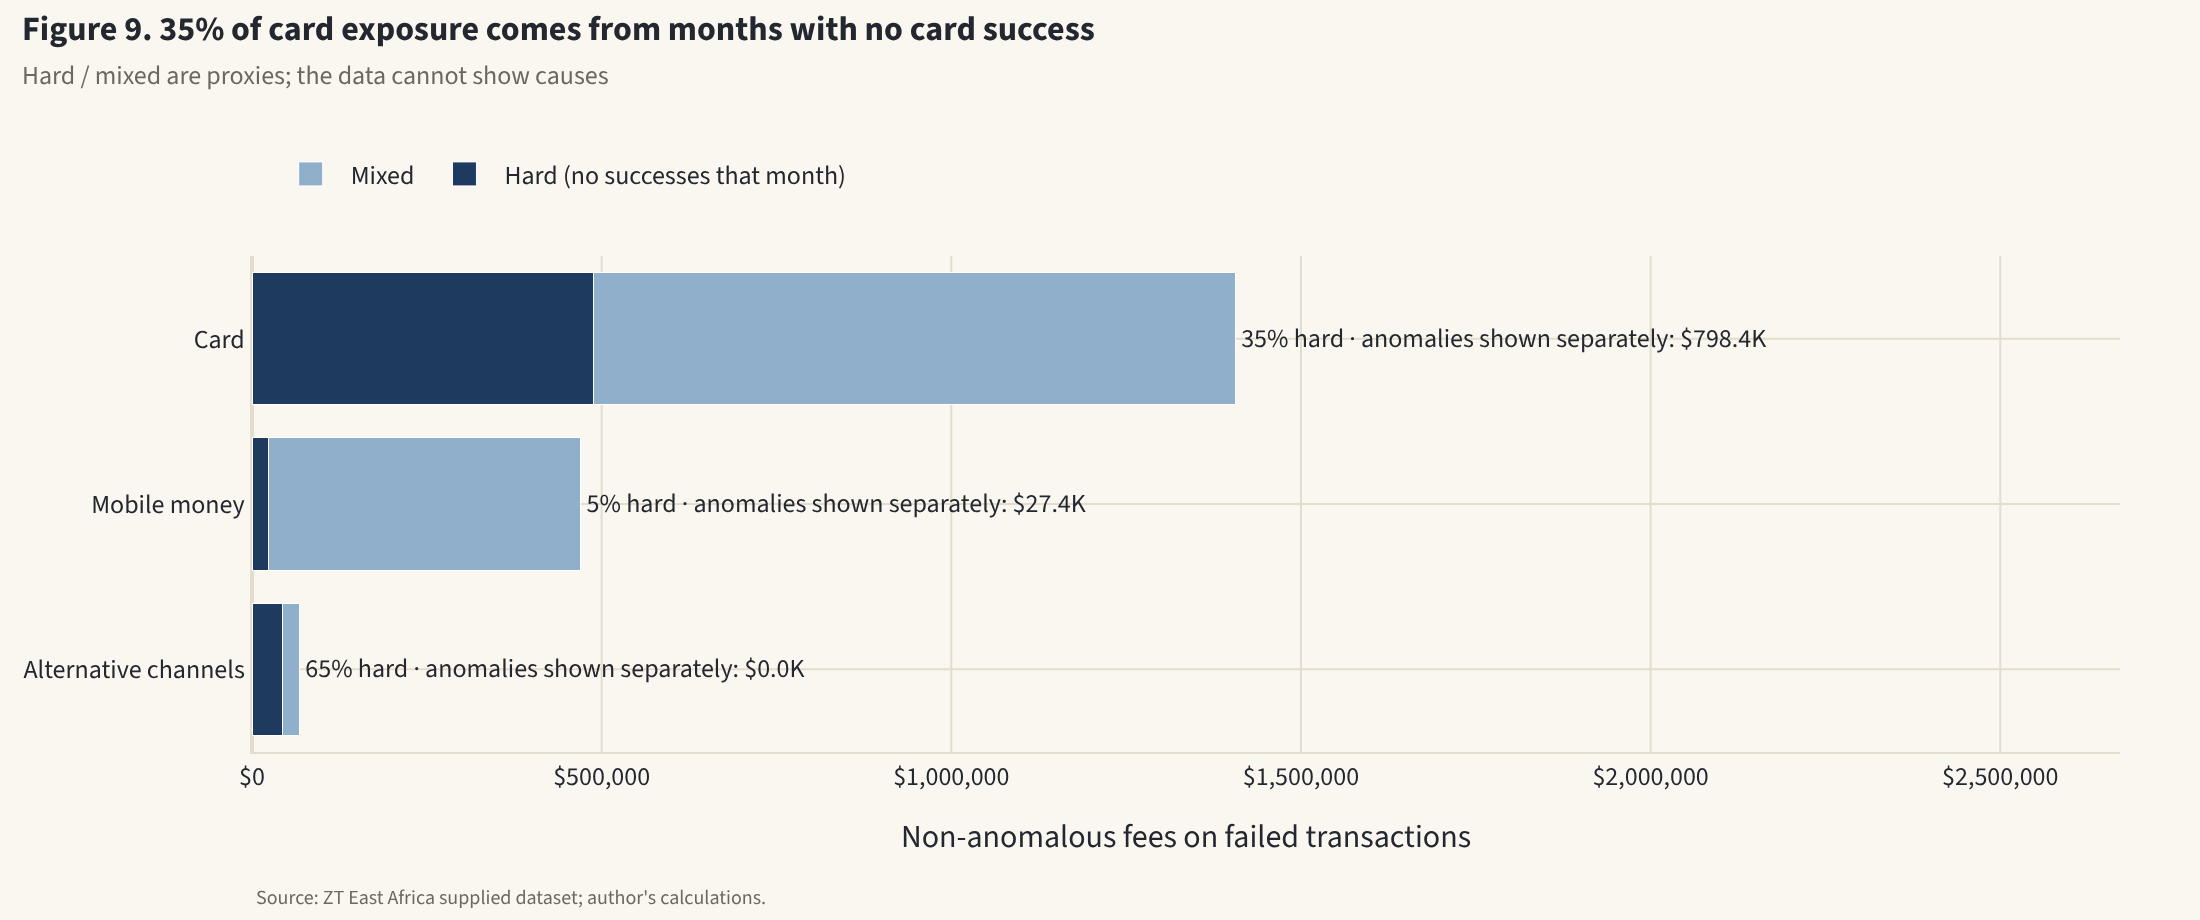 Figure 9. 35% of card exposure comes from months with no card success
Hard / mixed are proxies; the data cannot show causes
Mixed
Hard (no successes that month)
Card
35% hard · anomalies shown separately: $798.4K
Mobile money
5% hard · anomalies shown separately: $27.4K
Alternative channels
65% hard · anomalies shown separately: $0.0K
$0
$500,000
$1,000,000
$1,500,000
$2,000,000
$2,500,000
Non-anomalous fees on failed transactions
Source: ZT East Africa supplied dataset; author's calculations.